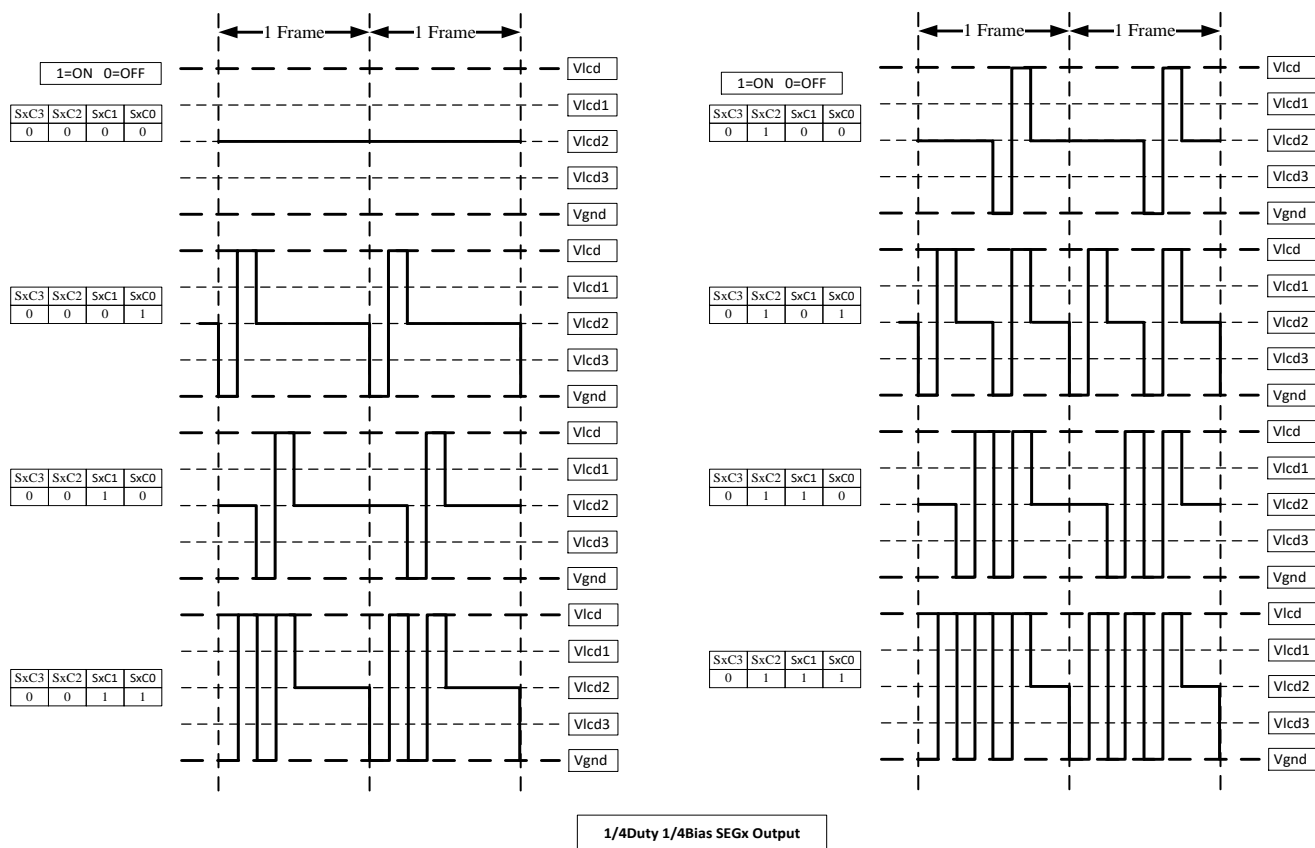 1 Frame 1 Frame
1=ON 0=OFF
Vlcd
Vlcd1
SxC3 SxC2 SxC1 SxC0
0 0 0 0
Vlcd2
Vlcd3
Vgnd
Vlcd
Vlcd1
SxC3 SxC2 SxC1 SxC0
0 0 0 1
Vlcd2
Vlcd3
Vgnd
Vlcd
Vlcd1
SxC3 SxC2 SxC1 SxC0
0 0 1 0
Vlcd2
Vlcd3
Vgnd
Vlcd
Vlcd1
SxC3 SxC2 SxC1 SxC0
0 0 1 1
Vlcd2
Vlcd3
Vgnd
1 Frame 1 Frame
1=ON 0=OFF
Vlcd
Vlcd1
SxC3 SxC2 SxC1 SxC0
0 1 0 0
Vlcd2
Vlcd3
Vgnd
Vlcd
Vlcd1
SxC3 SxC2 SxC1 SxC0
0 1 0 1
Vlcd2
Vlcd3
Vgnd
Vlcd
Vlcd1
SxC3 SxC2 SxC1 SxC0
0 1 1 0
Vlcd2
Vlcd3
Vgnd
Vlcd
Vlcd1
SxC3 SxC2 SxC1 SxC0
0 1 1 1
Vlcd2
Vlcd3
Vgnd
1/4Duty 1/4Bias SEGx Output